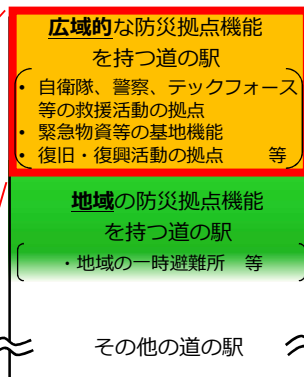 広域的な防災拠点機能
を持つ道の駅
・ 自衛隊、警察、テックフォース
等の救援活動の拠点
・ 緊急物資等の基地機能
・ 復旧・復興活動の拠点　等
地域の防災拠点機能
を持つ道の駅
・地域の一時避難所　等
その他の道の駅